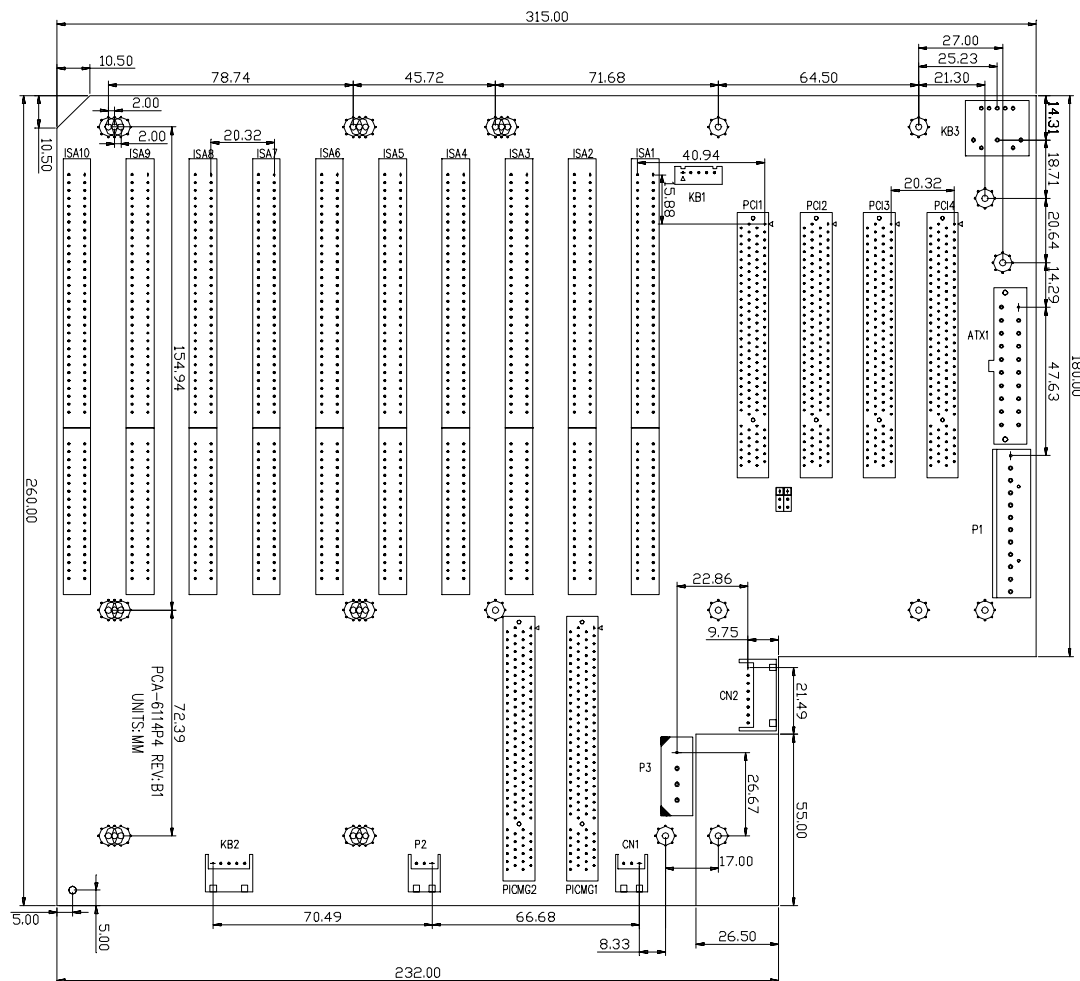 315.00
27.00
25.23
10.50
78.74
45.72
71.68
64.50
21.30
2.00
2.00
10.50
14.31
KB3
ISA10
ISA9
ISA8
20.32
ISA7
ISA6
ISA5
ISA4
ISA3
ISA2
ISA1
40.94
KB1
15.88
18.71
20.32
PCI1
PCI2
PCI3
PCI4
20.64
14.29
ATX1
154.94
47.63
180.00
260.00
P1
22.86
9.75
CN2
21.49
PCA-6114P4 REV:B1
UNITS:MM
72.39
P3
26.67
55.00
KB2
P2
CN1
17.00
PICMG2
PICMG1
5.00
5.00
70.49
66.68
8.33
26.50
232.00